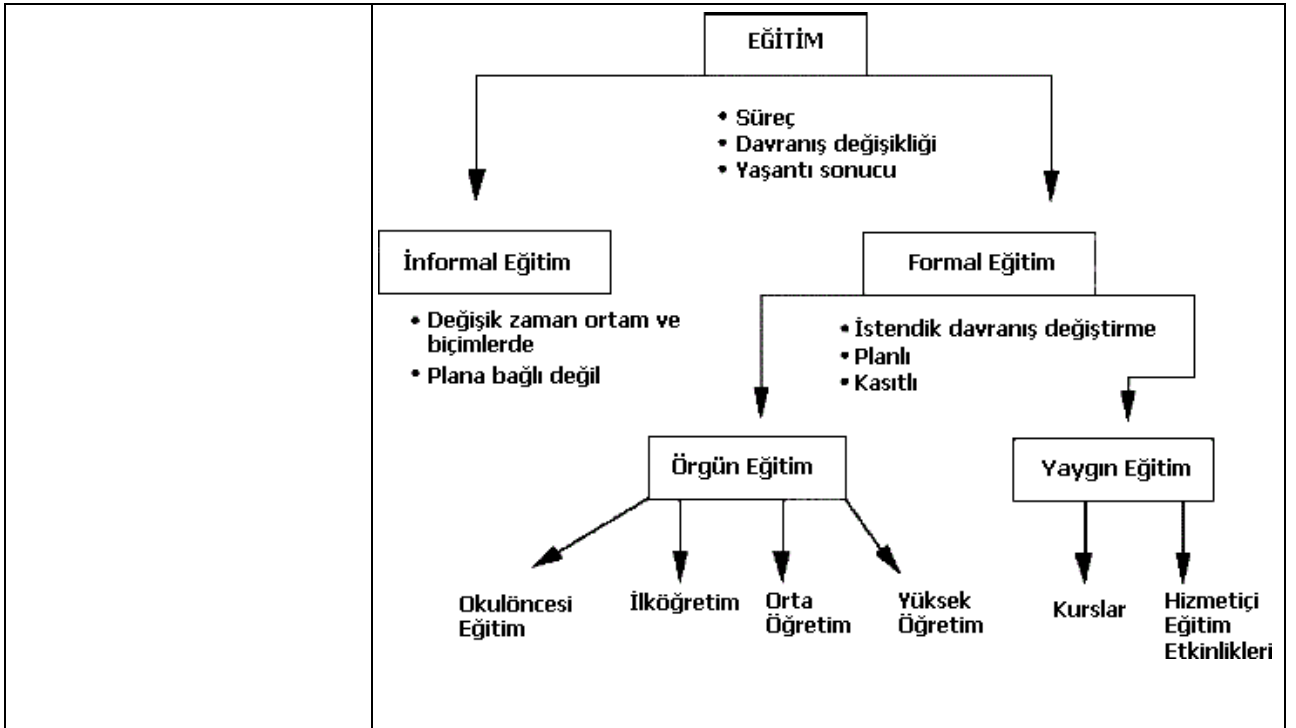 EĞİTİM
• Süreç
• Davranış değişikliği
• Yaşantı sonucu
İnformal Eğitim
• Değişik zaman ortam ve
biçimlerde
• Plana bağlı değil
Formal Eğitim
• İstendik davranış değiştirme
• Planlı
• Kasıtlı
Örgün Eğitim
Yaygın Eğitim
Okulöncesi
Eğitim
İlköğretim
Orta
Öğretim
Yüksek
Öğretim
Kurslar
Hizmetiçi
Eğitim
Etkinlikleri